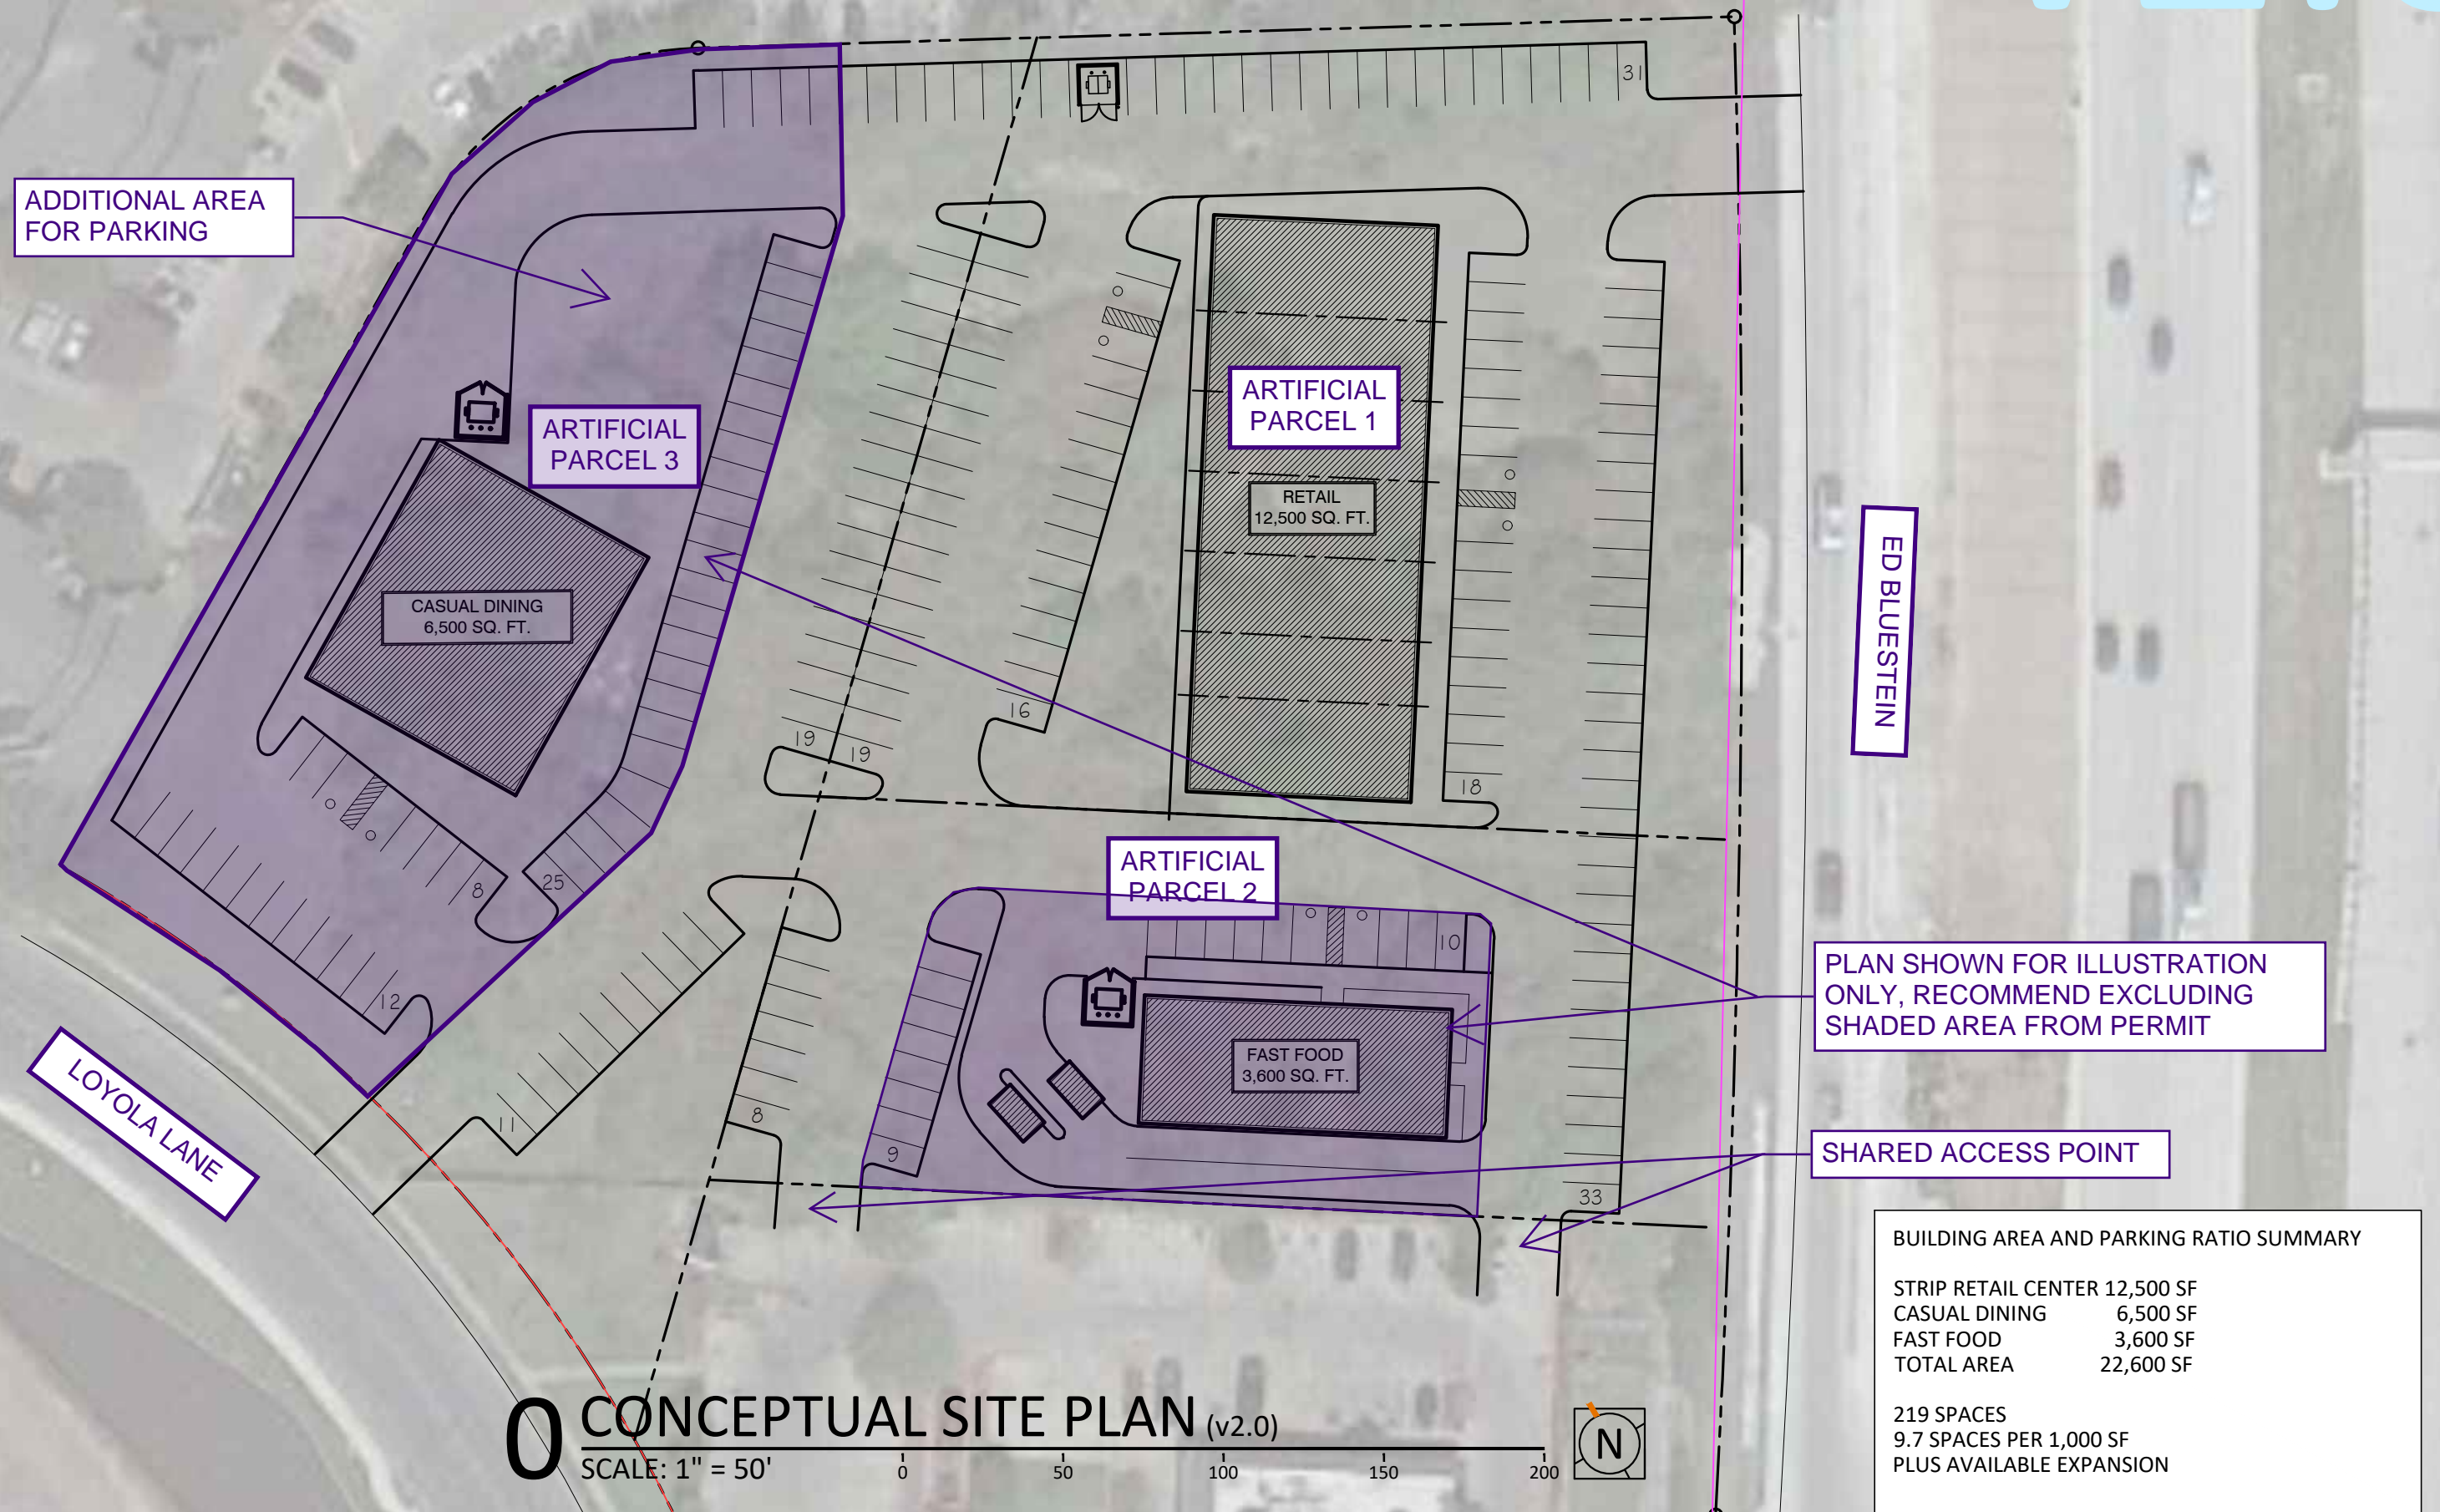 31
ADDITIONAL AREA
FOR PARKING
ARTIFICIAL
PARCEL 3
ARTIFICIAL
PARCEL 1
RETAIL
12,500 SQ. FT.
ED BLUESTEIN
CASUAL DINING
6,500 SQ. FT.
16
19
19
18
ARTIFICIAL
PARCEL 2
8
25
10
12
PLAN SHOWN FOR ILLUSTRATION
ONLY, RECOMMEND EXCLUDING
SHADED AREA FROM PERMIT
FAST FOOD
3,600 SQ. FT.
LOYOLA LANE
11
8
9
SHARED ACCESS POINT
33
BUILDING AREA AND PARKING RATIO SUMMARY
STRIP RETAIL CENTER 12,500 SF
CASUAL DINING 6,500 SF
FAST FOOD 3,600 SF
TOTAL AREA 22,600 SF
219 SPACES
9.7 SPACES PER 1,000 SF
PLUS AVAILABLE EXPANSION
0 CONCEPTUAL SITE PLAN (v2.0)
SCALE: 1" = 50'
0 50 100 150 200
N